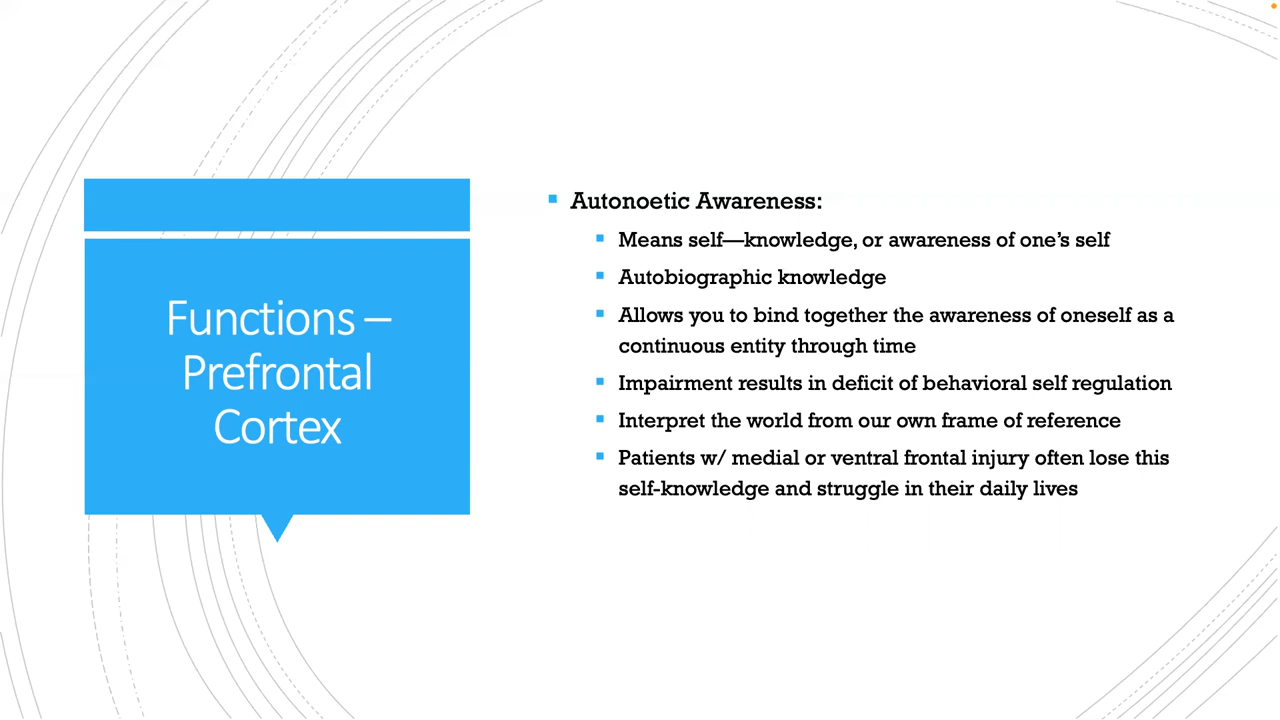 Functions –
Prefrontal
Cortex
Autonoetic Awareness:
Means self—knowledge, or awareness of one’s self
Autobiographic knowledge
Allows you to bind together the awareness of oneself as a
continuous entity through time
Impairment results in deficit of behavioral self regulation
Interpret the world from our own frame of reference
Patients w/ medial or ventral frontal injury often lose this
self-knowledge and struggle in their daily lives